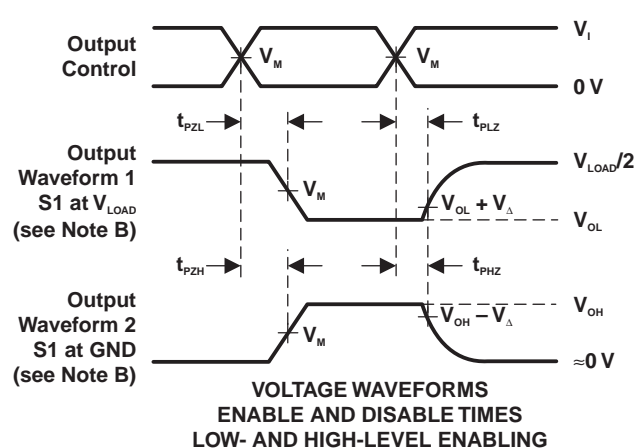 Output
Control
V_M
V_M
V_I
0 V
t_PZL
t_PLZ
Output
Waveform 1
S1 at V_LOAD
(see Note B)
V_M
V_LOAD/2
V_OL + V_Δ
V_OL
t_PZH
t_PHZ
Output
Waveform 2
S1 at GND
(see Note B)
V_M
V_OH
V_OH – V_Δ
≈0 V
VOLTAGE WAVEFORMS
ENABLE AND DISABLE TIMES
LOW- AND HIGH-LEVEL ENABLING